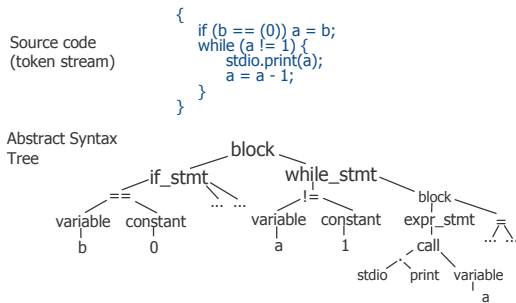 {
if (b == (0)) a = b;
while (a != 1) {
stdio.print(a);
a = a - 1;
}
}
Source code
(token stream)
Abstract Syntax
Tree
block
if_stmt
while_stmt
== ... ... != block
variable constant variable constant expr_stmt =
b 0 a 1 call ... ...
stdio . print variable
a